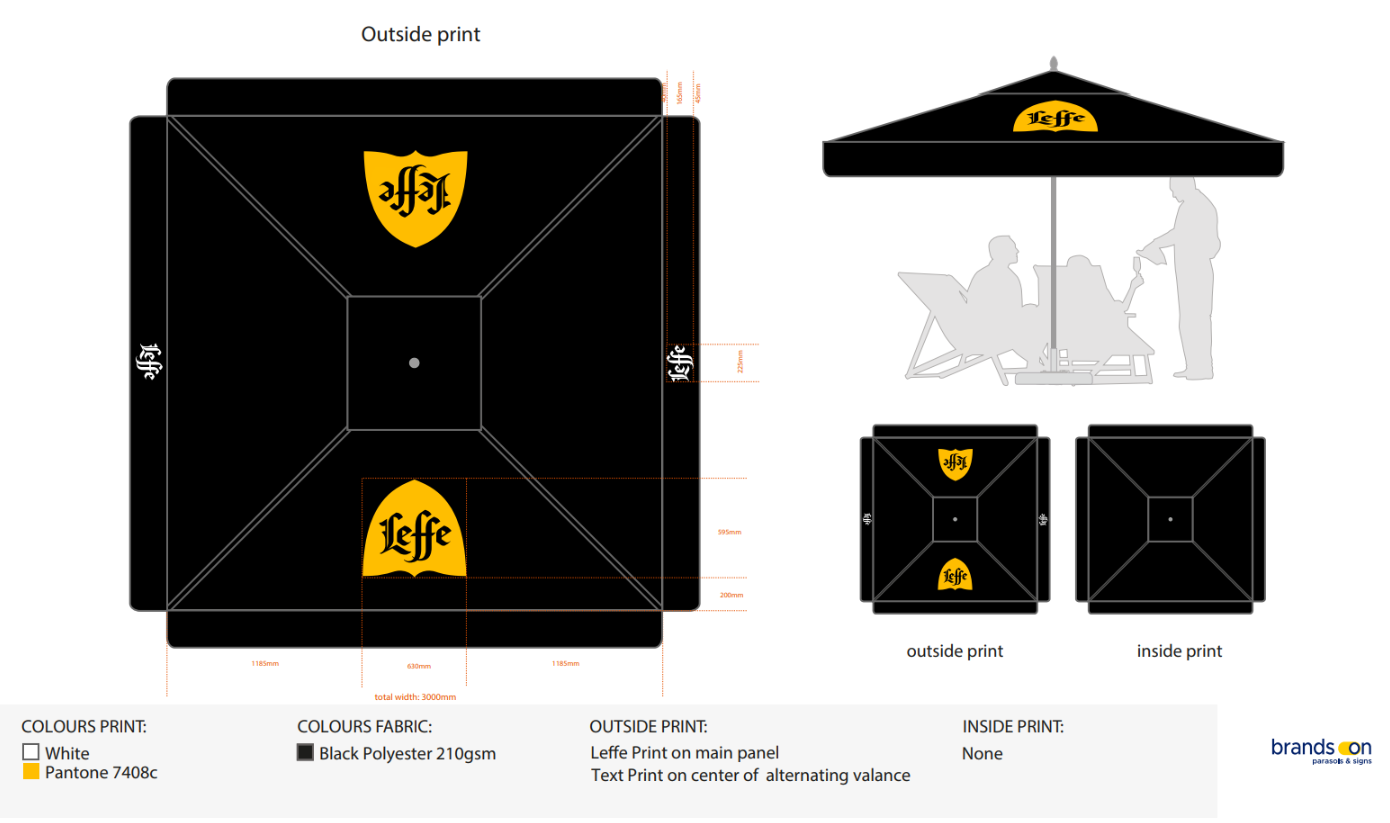 Outside print
45mm
165mm
45mm
Leffe
Leffe
Leffe
Leffe
Leffe
225mm
595mm
200mm
1185mm
630mm
1185mm
total width: 3000mm
Leffe
Leffe
Leffe
Leffe
outside print
inside print
COLOURS PRINT:
White
Pantone 7408c
COLOURS FABRIC:
Black Polyester 210gsm
OUTSIDE PRINT:
Leffe Print on main panel
Text Print on center of alternating valance
INSIDE PRINT:
None
brands on
parasols & signs